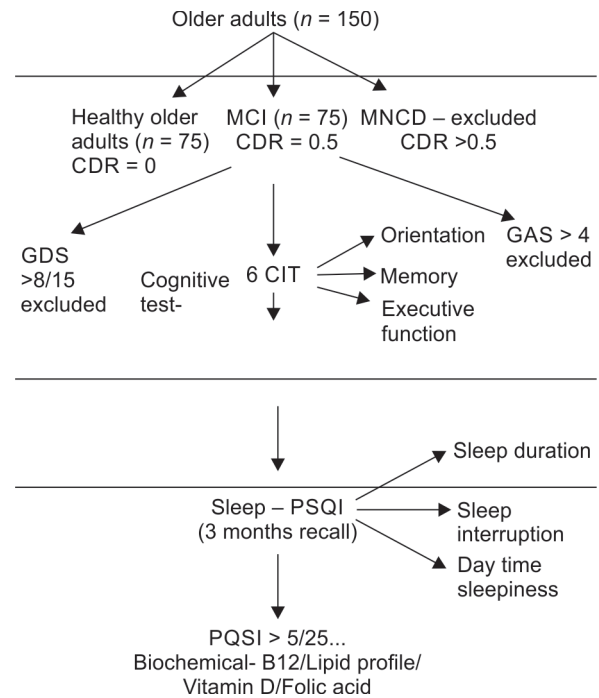 Older adults (n = 150)
Healthy older
adults (n = 75)
CDR = 0
MCI (n = 75)
CDR = 0.5
MNCD – excluded
CDR >0.5
GDS
>8/15
excluded
Cognitive
test-
6 CIT
Orientation
Memory
Executive
function
GAS > 4
excluded
Sleep – PSQI
(3 months recall)
Sleep duration
Sleep
interruption
Day time
sleepiness
PQSI > 5/25...
Biochemical- B12/Lipid profile/
Vitamin D/Folic acid